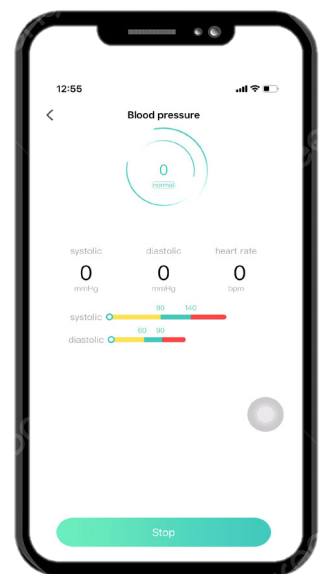 12:55
Blood pressure
0
normal
systolic diastolic heart rate
0 0 0
mmHg mmHg bpm
90 140
systolic
60 90
diastolic
Stop